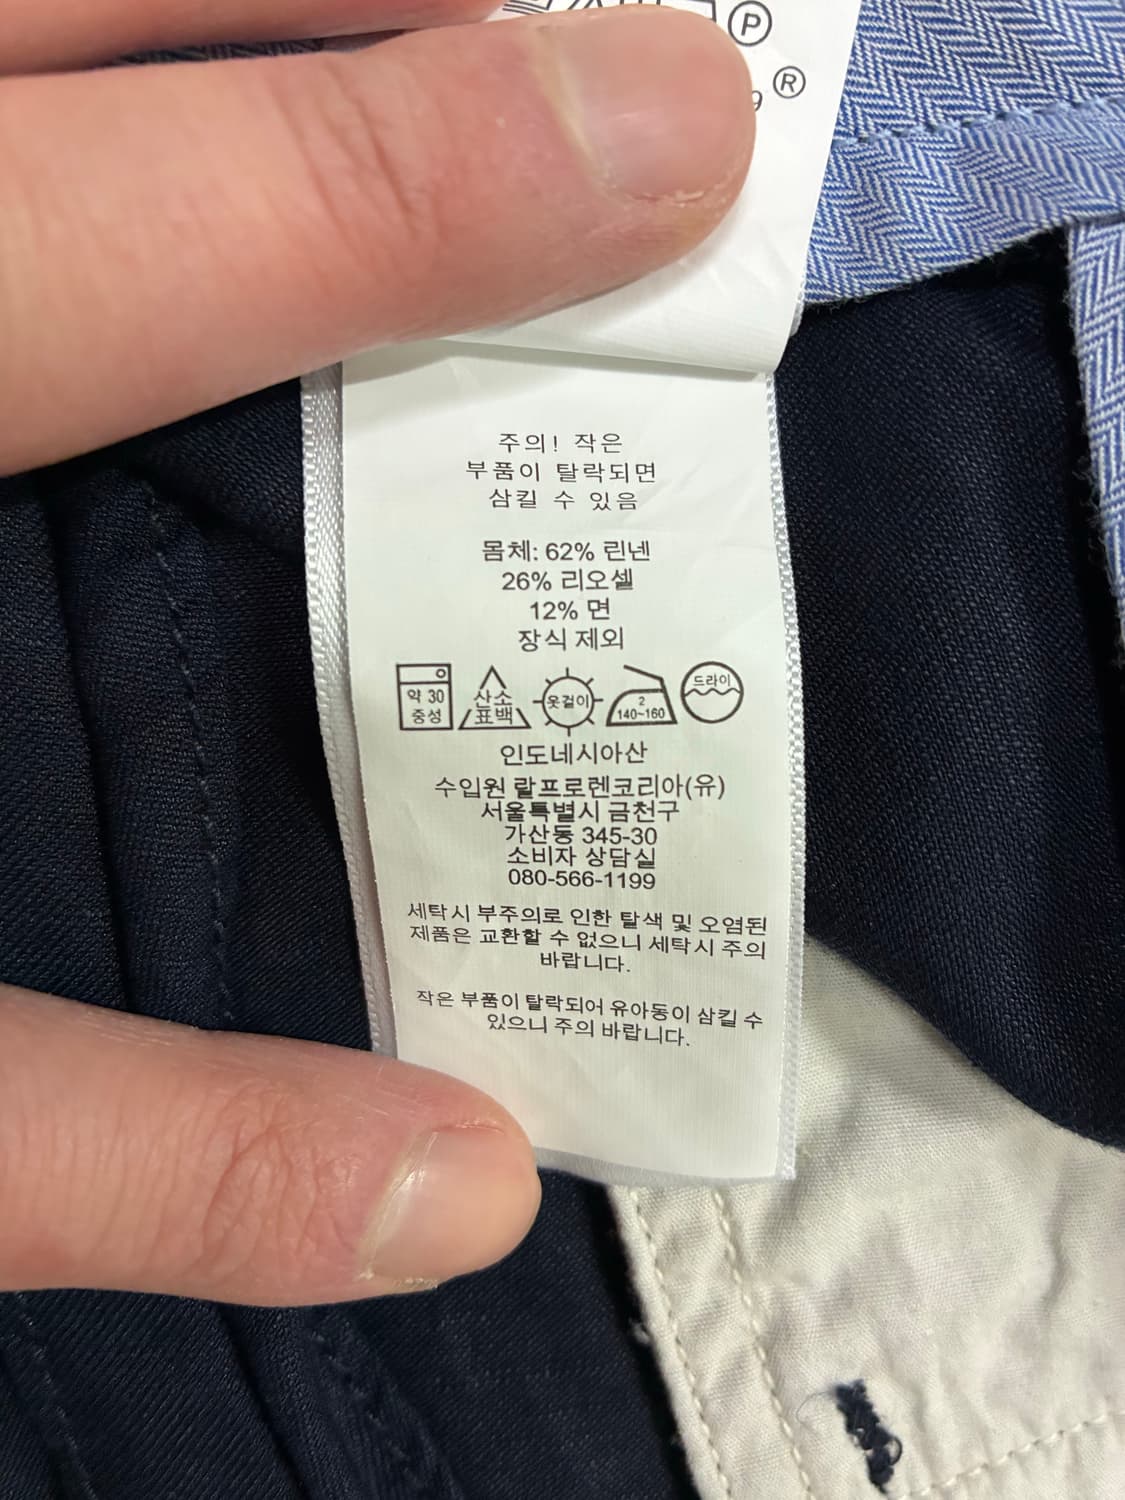 P
9 ®
주의! 작은
부품이 탈락되면
삼킬 수 있음
몸체: 62% 린넨
26% 리오셀
12% 면
장식 제외
약 30
중성
산소
표백
옷걸이
2
140~160
드라이
인도네시아산
수입원 랄프로렌코리아(유)
서울특별시 금천구
가산동 345-30
소비자 상담실
080-566-1199
세탁시 부주의로 인한 탈색 및 오염된
제품은 교환할 수 없으니 세탁시 주의
바랍니다.
작은 부품이 탈락되어 유아동이 삼킬 수
있으니 주의 바랍니다.